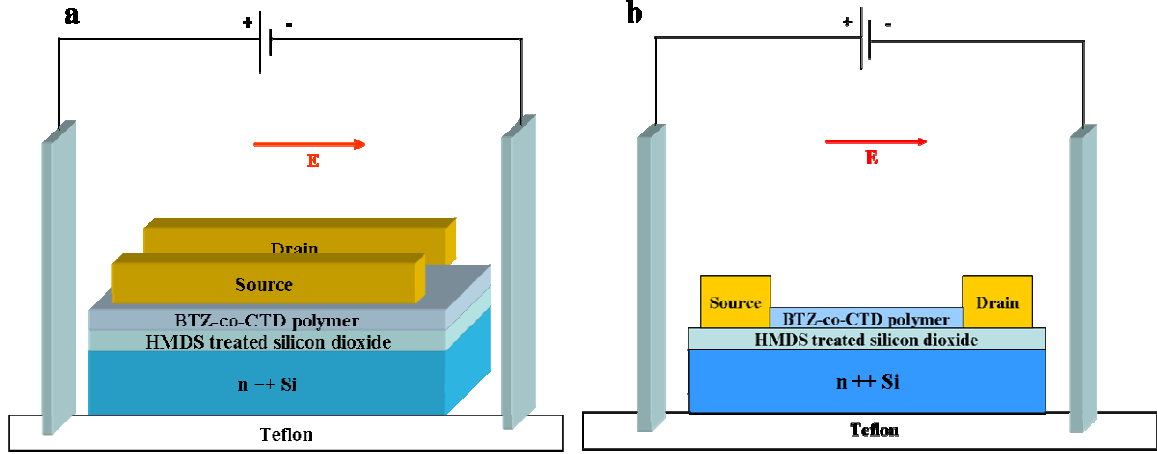 a
+ -
E
Drain
Source
BTZ-co-CTD polymer
HMDS treated silicon dioxide
n ++ Si
Teflon
b
+ -
E
Source
Drain
BTZ-co-CTD polymer
HMDS treated silicon dioxide
n ++ Si
Teflon